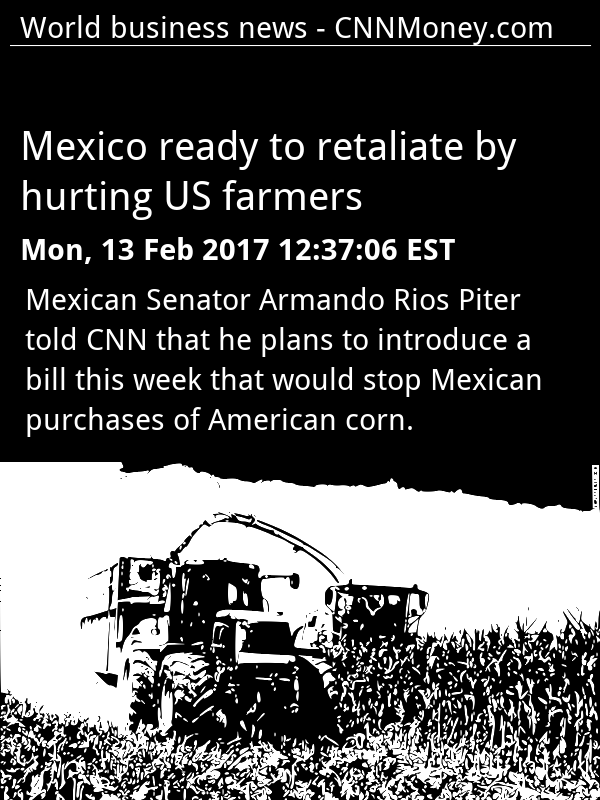 World business news - CNNMoney.com
Mexico ready to retaliate by
hurting US farmers
Mon, 13 Feb 2017 12:37:06 EST
Mexican Senator Armando Rios Piter
told CNN that he plans to introduce a
bill this week that would stop Mexican
purchases of American corn.